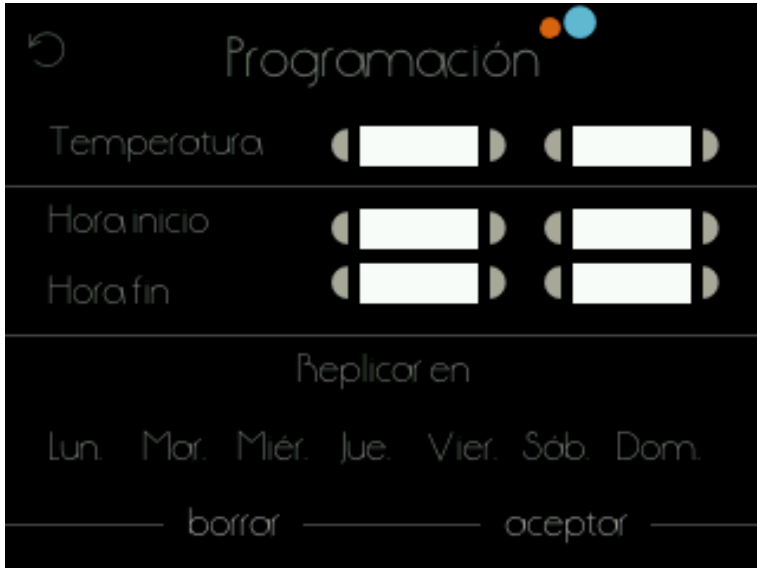 Programación
Temperatura
Hora inicio
Hora fin
Replicar en
Lun. Mar. Miér. Jue. Vier. Sáb. Dom.
borrar aceptar